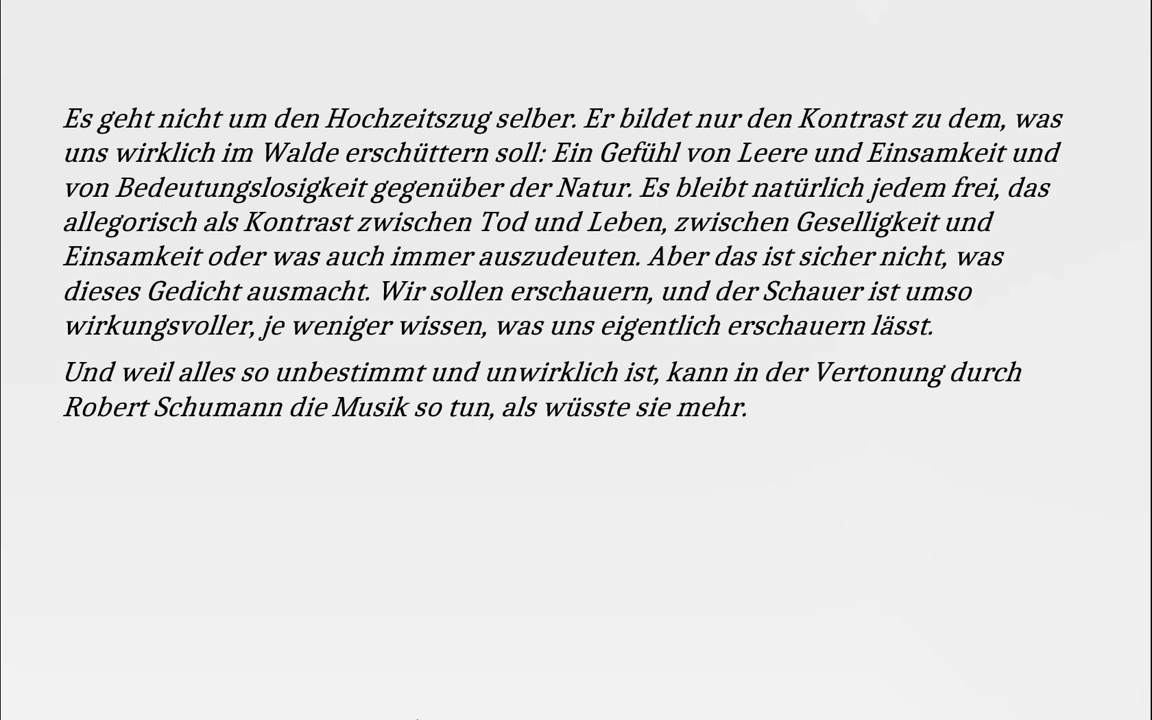 Es geht nicht um den Hochzeitszug selber. Er bildet nur den Kontrast zu dem, was
uns wirklich im Walde erschüttern soll: Ein Gefühl von Leere und Einsamkeit und
von Bedeutungslosigkeit gegenüber der Natur. Es bleibt natürlich jedem frei, das
allegorisch als Kontrast zwischen Tod und Leben, zwischen Geselligkeit und
Einsamkeit oder was auch immer auszudeuten. Aber das ist sicher nicht, was
dieses Gedicht ausmacht. Wir sollen erschauern, und der Schauer ist umso
wirkungsvoller, je weniger wissen, was uns eigentlich erschauern lässt.
Und weil alles so unbestimmt und unwirklich ist, kann in der Vertonung durch
Robert Schumann die Musik so tun, als wüsste sie mehr.